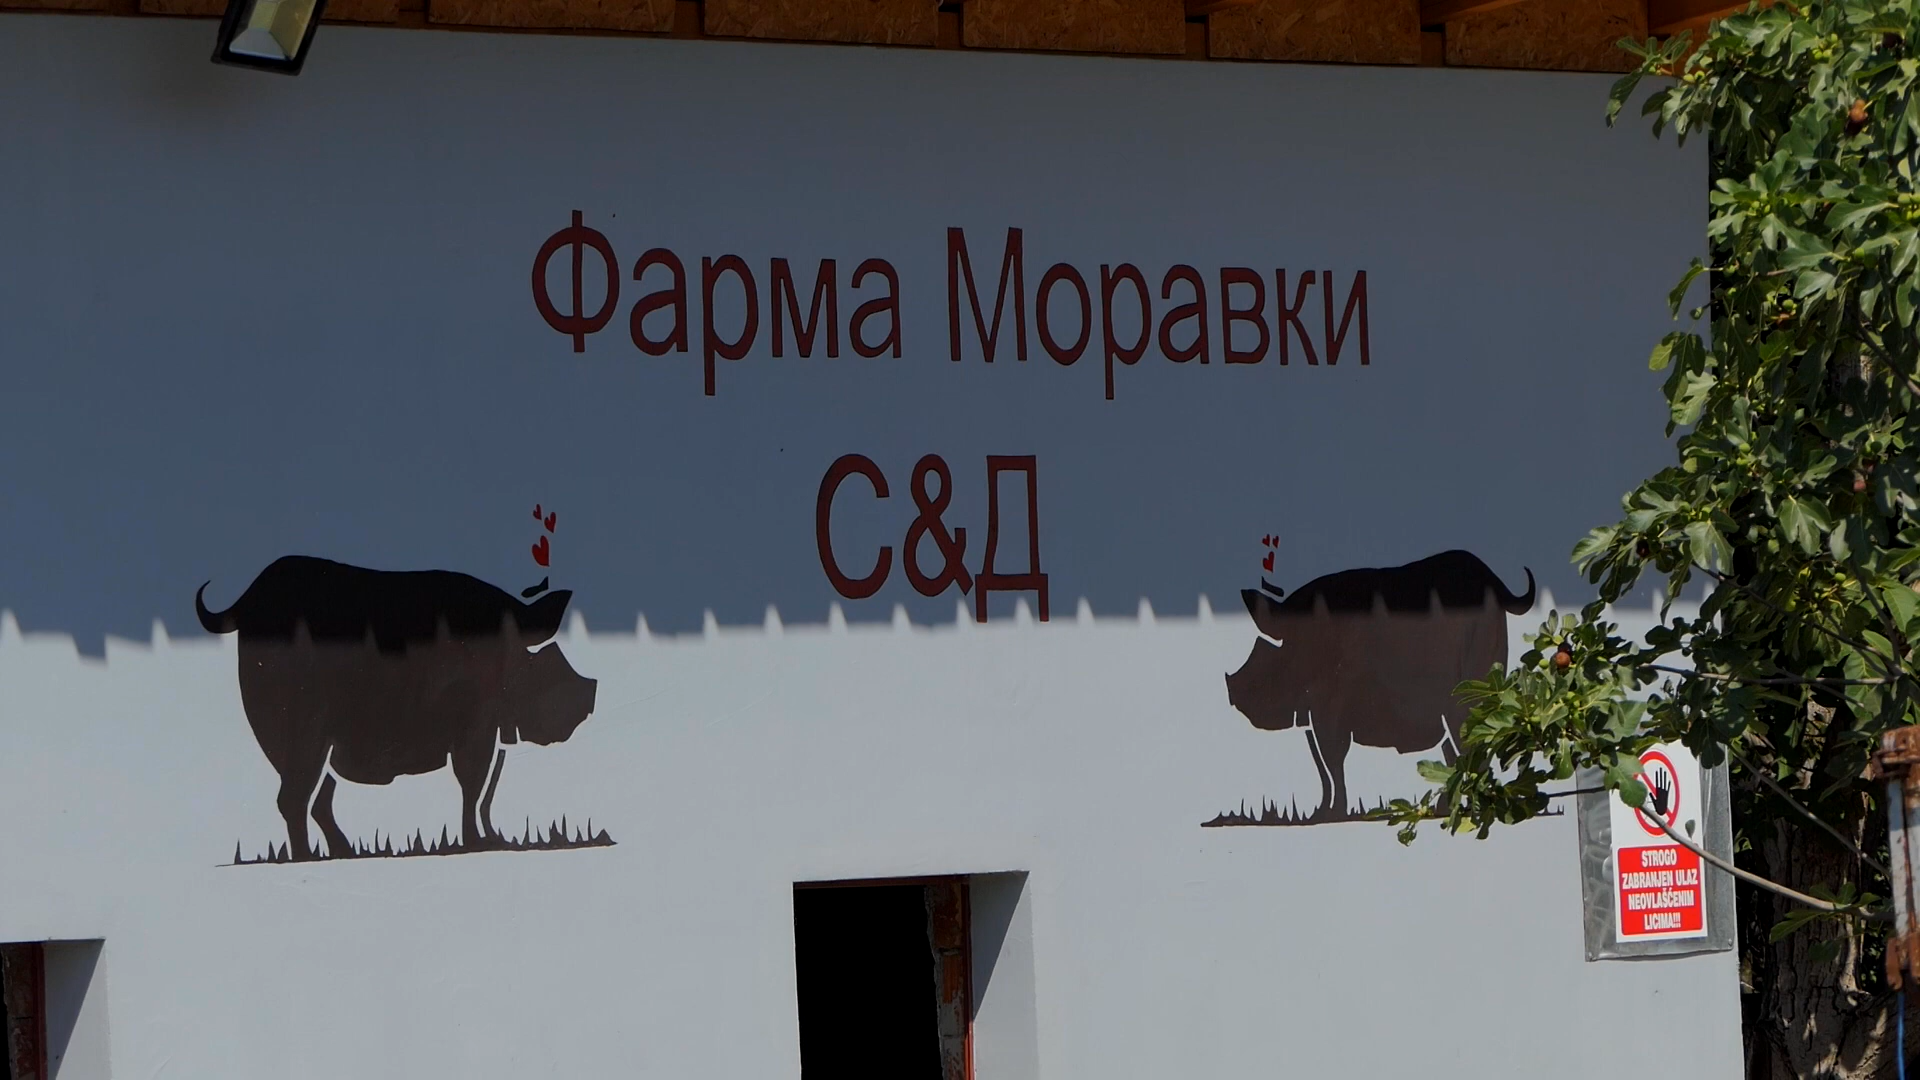 Фарма Моравки
С&Д
STROGO
ZABRANJEN ULAZ
NEOVLAŠĆENIM
LICIMA!!!